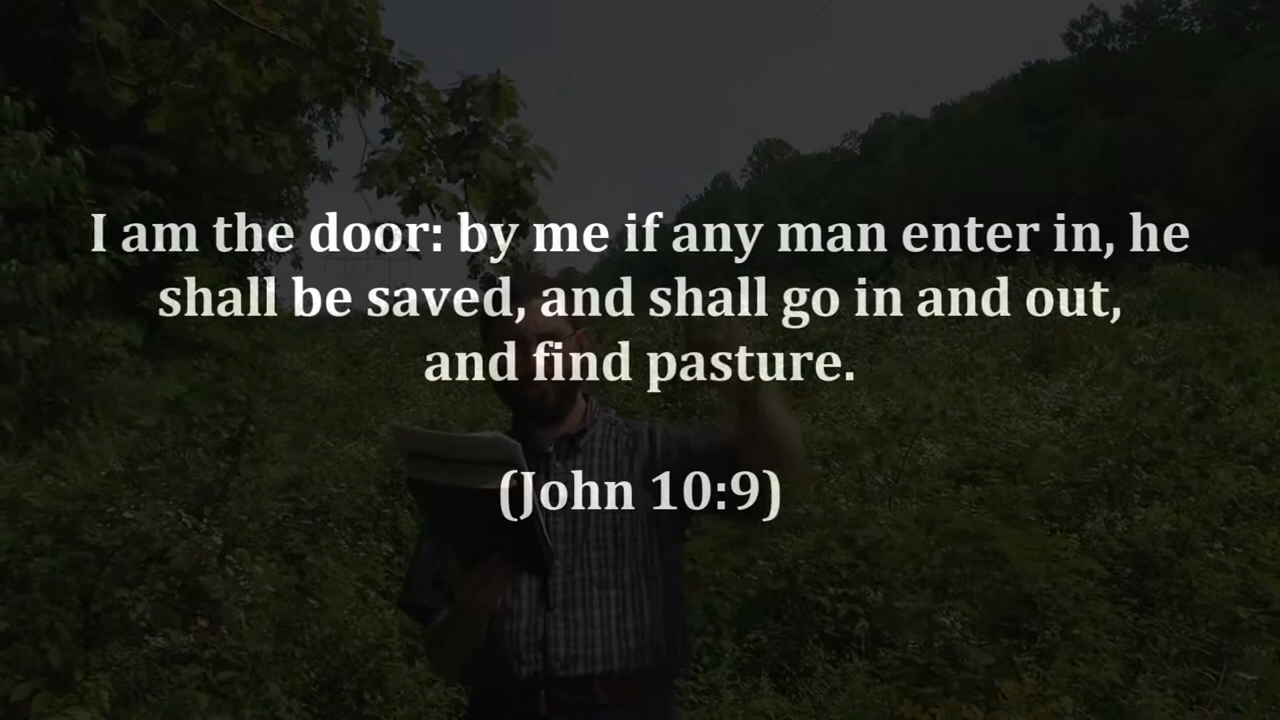 I am the door: by me if any man enter in, he
shall be saved, and shall go in and out,
and find pasture.
(John 10:9)